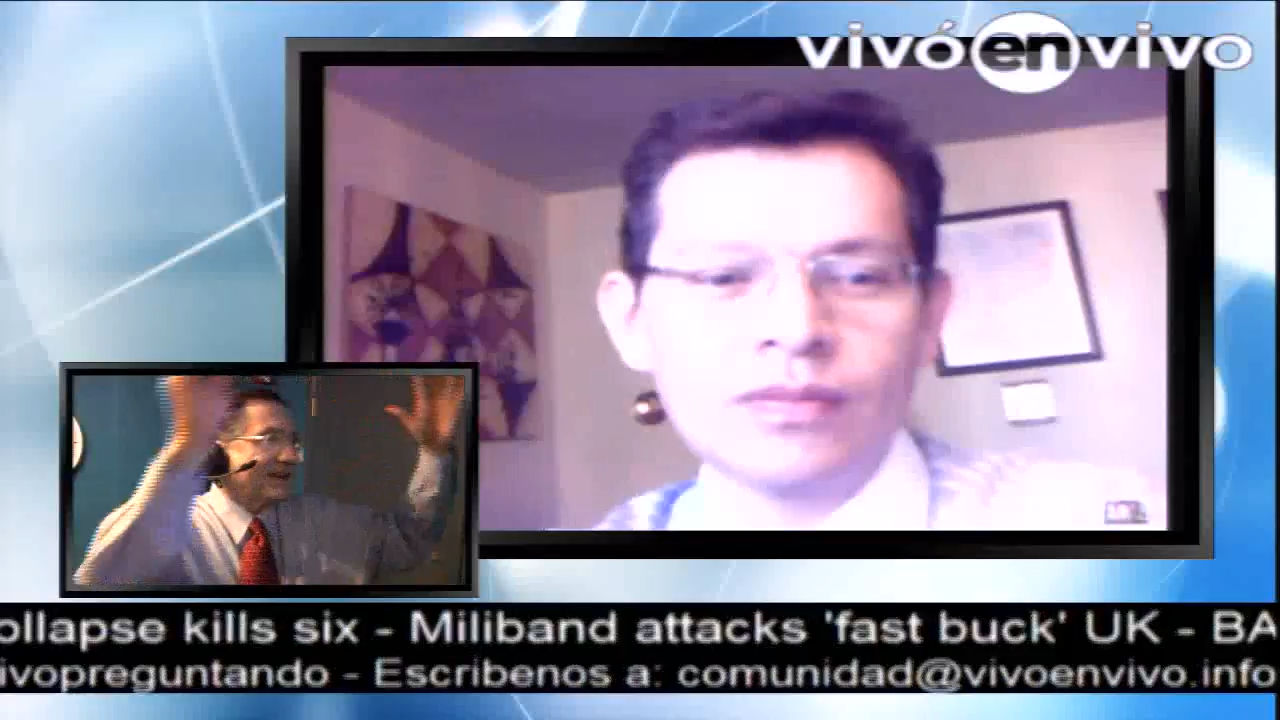 vivóenvivo
ollapse kills six - Miliband attacks 'fast buck' UK - BA
ivopreguntando - Escribenos a: comunidad@vivoenvivo.info